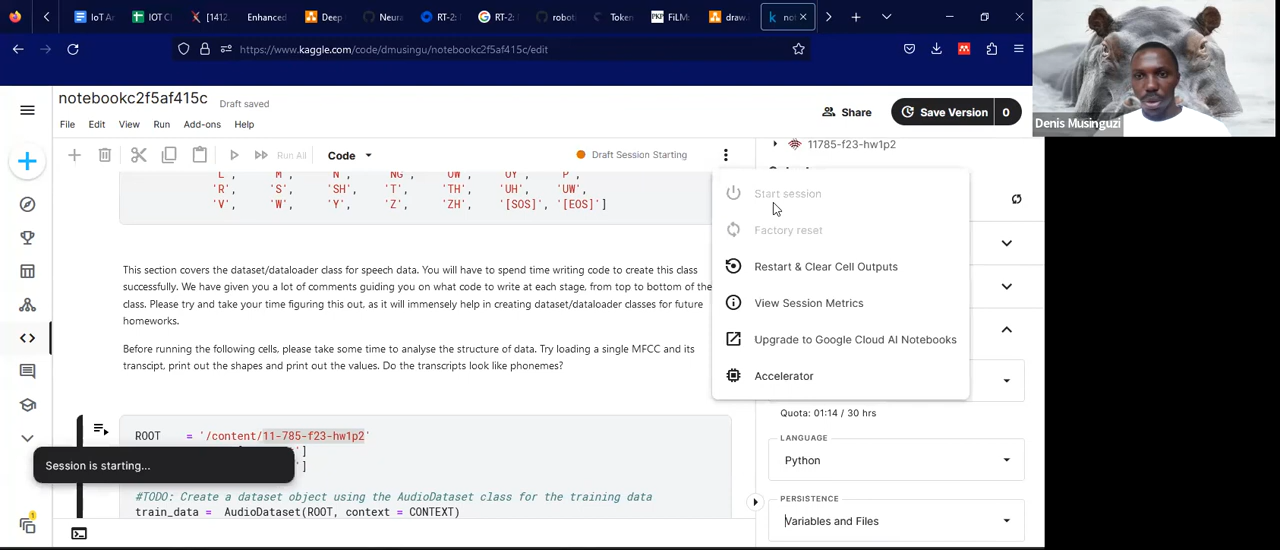 IoT Ar
IOT Cl
[1412.
Enhanced
Deep
Neura
RT-2:
RT-2:
roboti
Token
FiLM:
draw.i
not
https://www.kaggle.com/code/dmusingu/notebookc2f5af415c/edit
Denis Musinguzi
notebookc2f5af415c
Draft saved
Share
Save Version
0
File
Edit
View
Run
Add-ons
Help
11785-f23-hw1p2
Run All
Code
Draft Session Starting
'R', 'S', 'SH', 'T', 'TH', 'UH', 'UW',
'V', 'W', 'Y', 'Z', 'ZH', '[SOS]', '[EOS]']
Start session
Factory reset
Restart & Clear Cell Outputs
View Session Metrics
Upgrade to Google Cloud AI Notebooks
Accelerator
This section covers the dataset/dataloader class for speech data. You will have to spend time writing code to create this class
successfully. We have given you a lot of comments guiding you on what code to write at each stage, from top to bottom of the
class. Please try and take your time figuring this out, as it will immensely help in creating dataset/dataloader classes for future
homeworks.
Before running the following cells, please take some time to analyse the structure of data. Try loading a single MFCC and its
transcipt, print out the shapes and print out the values. Do the transcripts look like phonemes?
Quota: 01:14 / 30 hrs
LANGUAGE
Python
PERSISTENCE
Variables and Files
ROOT = '/content/11-785-f23-hw1p2'
']
']
Session is starting...
#TODO: Create a dataset object using the AudioDataset class for the training data
train_data = AudioDataset(ROOT, context = CONTEXT)
1